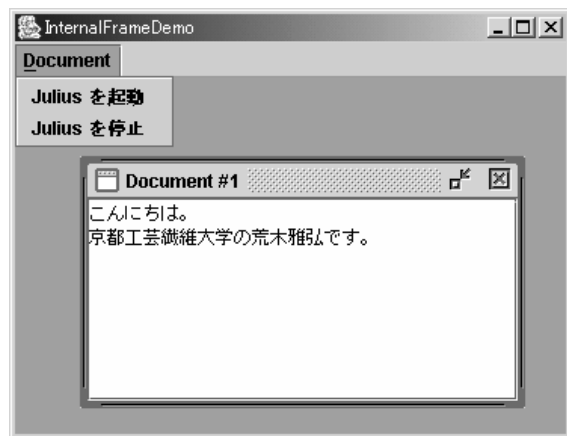 InternalFrameDemo
Document
Julius を起動
Julius を停止
Document #1
こんにちは。
京都工芸繊維大学の荒木雅弘です。